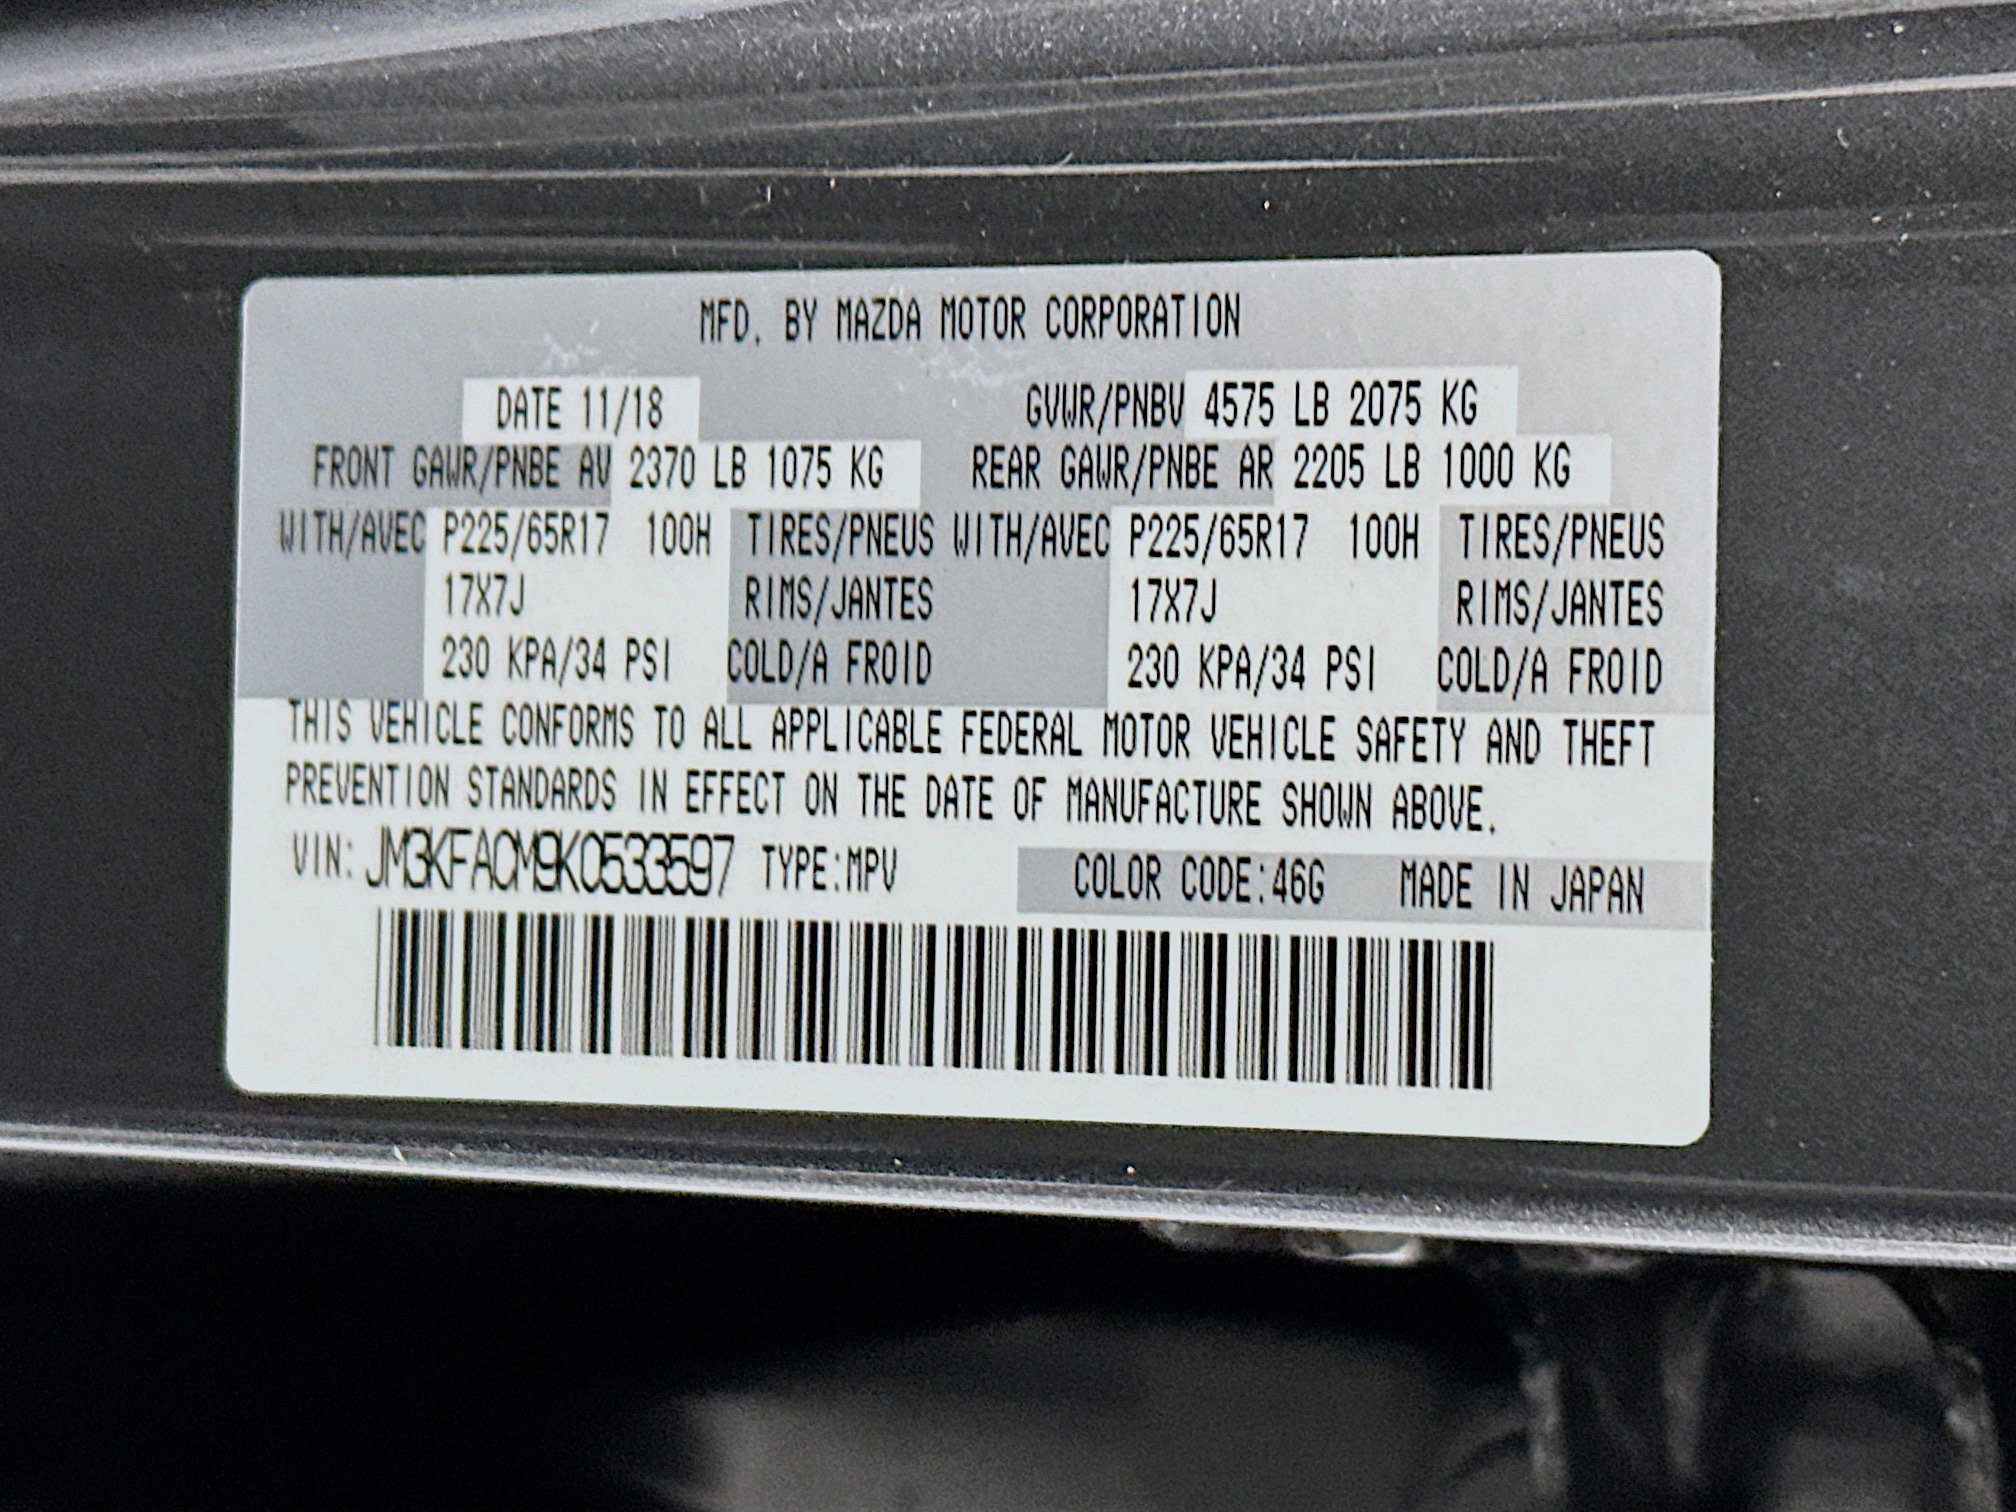 MFD. BY MAZDA MOTOR CORPORATION
DATE 11/18 GVWR/PNBV 4575 LB 2075 KG
FRONT GAWR/PNBE AV 2370 LB 1075 KG REAR GAWR/PNBE AR 2205 LB 1000 KG
WITH/AVEC P225/65R17 100H TIRES/PNEUS WITH/AVEC P225/65R17 100H TIRES/PNEUS
17X7J RIMS/JANTES 17X7J RIMS/JANTES
230 KPA/34 PSI COLD/A FROID 230 KPA/34 PSI COLD/A FROID
THIS VEHICLE CONFORMS TO ALL APPLICABLE FEDERAL MOTOR VEHICLE SAFETY AND THEFT
PREVENTION STANDARDS IN EFFECT ON THE DATE OF MANUFACTURE SHOWN ABOVE.
VIN: JM3KFACM9K0533597 TYPE:MPV COLOR CODE:46G MADE IN JAPAN